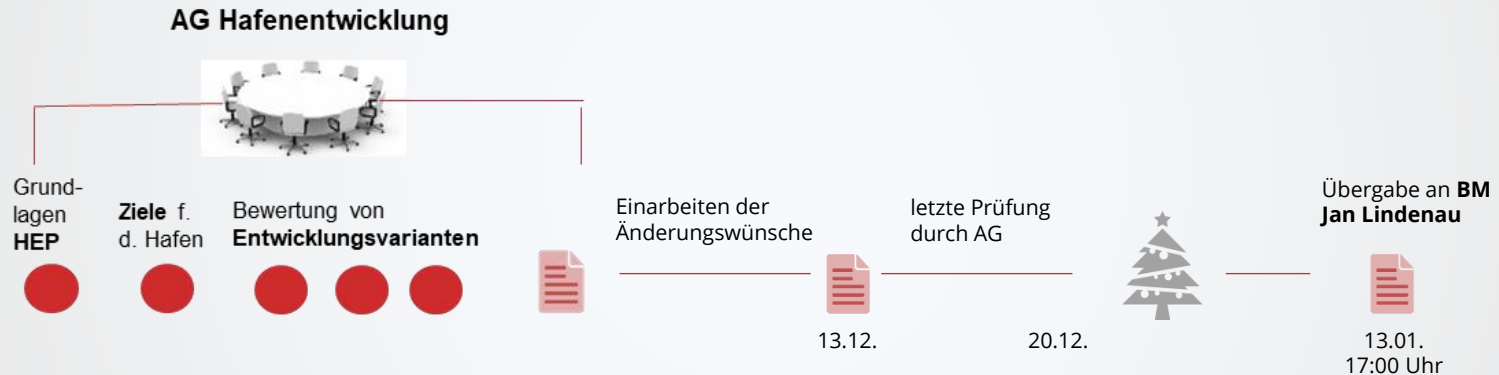 AG Hafenentwicklung
Grund-
lagen
HEP
Ziele f.
d. Hafen
Bewertung von
Entwicklungsvarianten
Einarbeiten der
Änderungswünsche
letzte Prüfung
durch AG
Übergabe an BM
Jan Lindenau
13.12.
20.12.
13.01.
17:00 Uhr